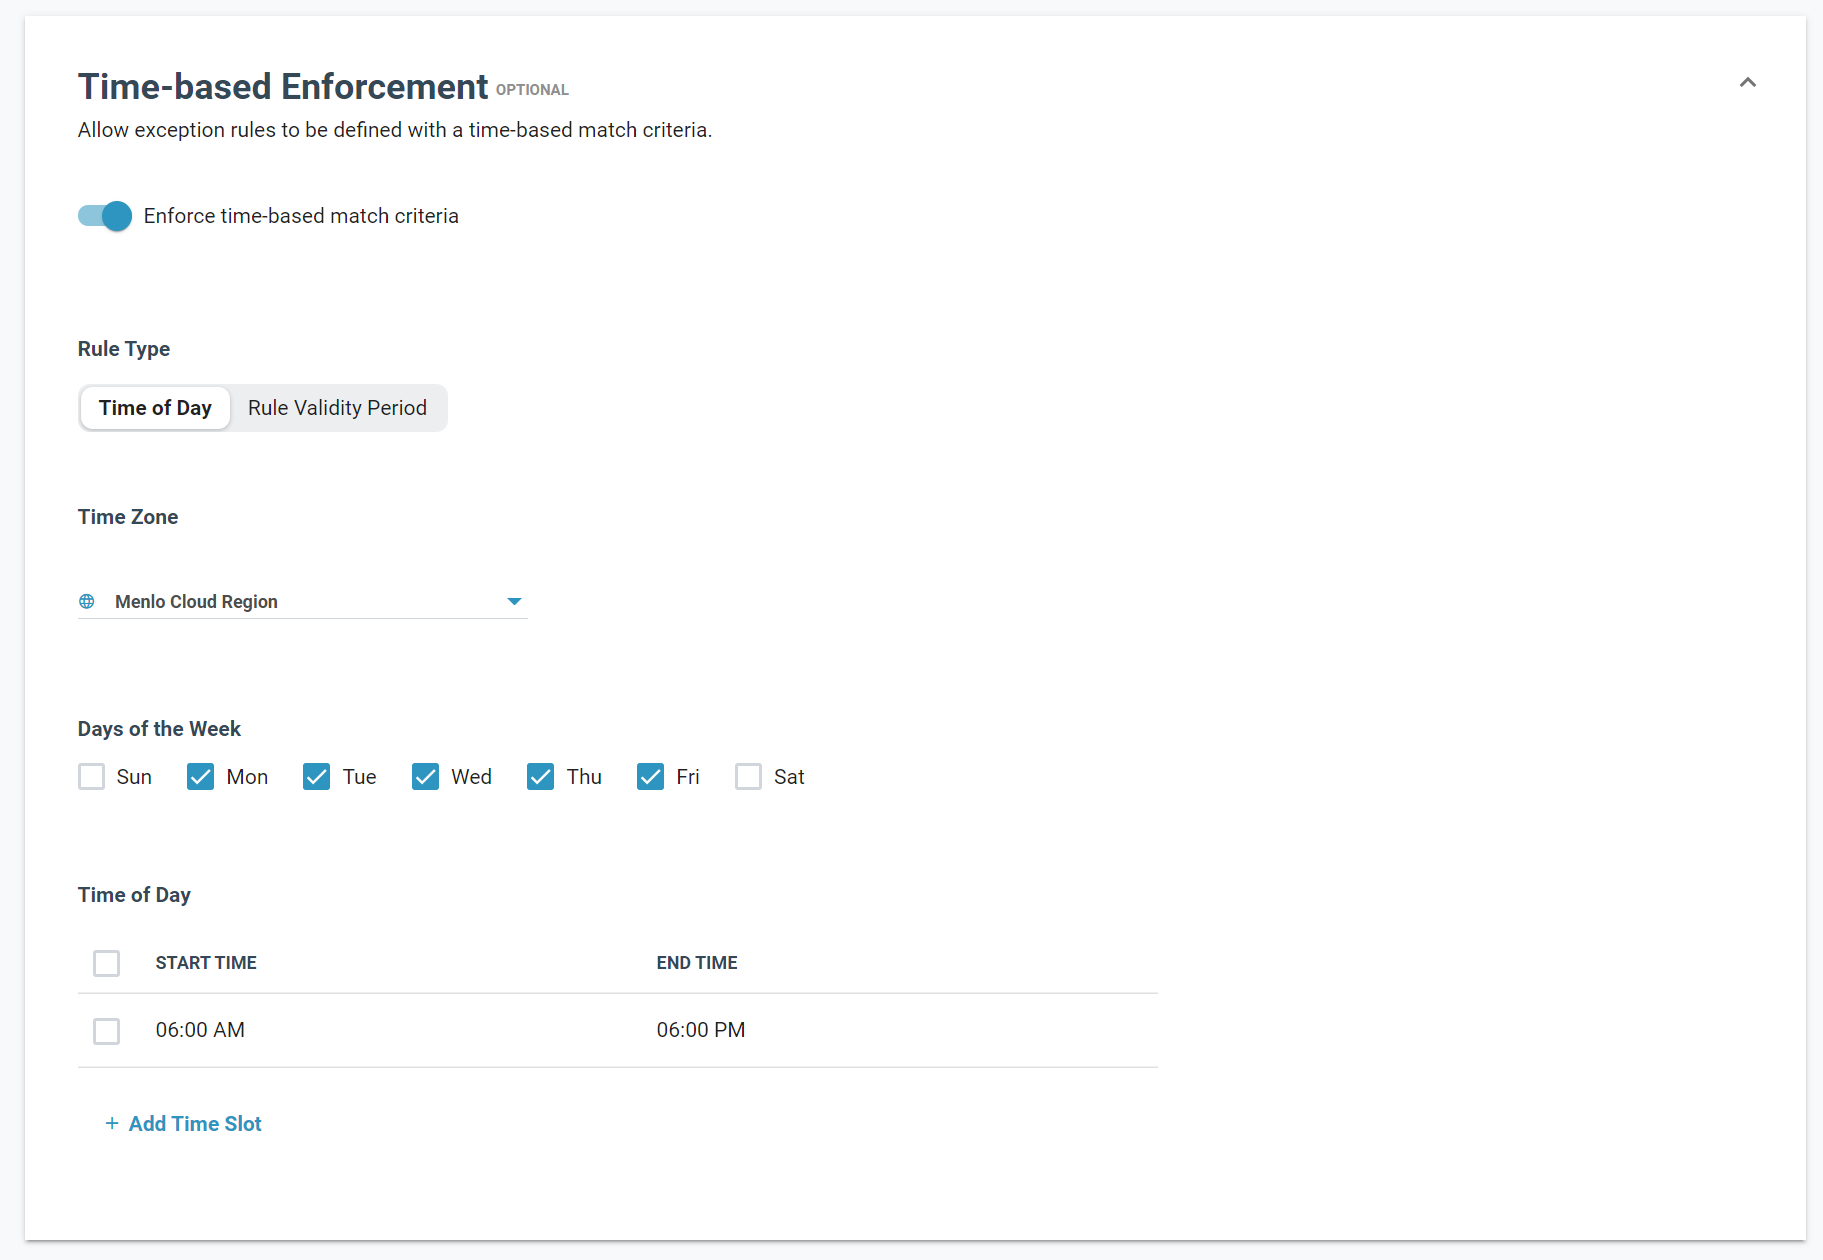 Time-based Enforcement OPTIONAL
Allow exception rules to be defined with a time-based match criteria.
Enforce time-based match criteria
Rule Type
Time of Day Rule Validity Period
Time Zone
Menlo Cloud Region
Days of the Week
Sun Mon Tue Wed Thu Fri Sat
Time of Day
START TIME END TIME
06:00 AM 06:00 PM
+ Add Time Slot